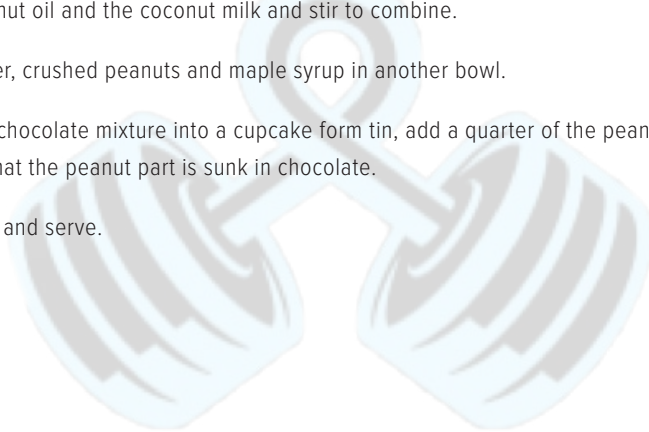 nut oil and the coconut milk and stir to combine.
er, crushed peanuts and maple syrup in another bowl.
chocolate mixture into a cupcake form tin, add a quarter of the pean
hat the peanut part is sunk in chocolate.
and serve.